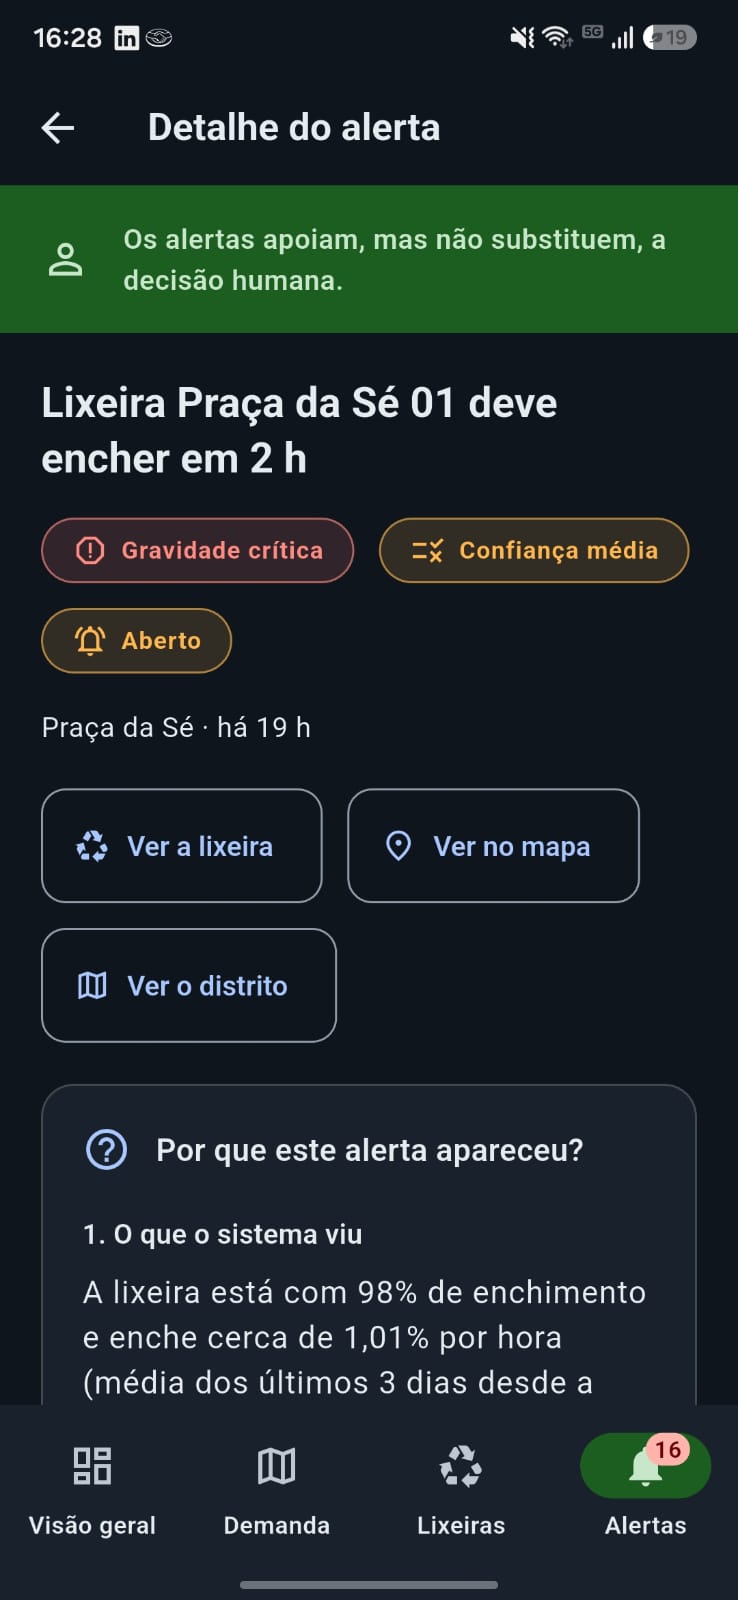 16:28
5G
19
Detalhe do alerta
Os alertas apoiam, mas não substituem, a
decisão humana.
Lixeira Praça da Sé 01 deve
encher em 2 h
Gravidade crítica
Confiança média
Aberto
Praça da Sé · há 19 h
Ver a lixeira
Ver no mapa
Ver o distrito
Por que este alerta apareceu?
1. O que o sistema viu
A lixeira está com 98% de enchimento
e enche cerca de 1,01% por hora
(média dos últimos 3 dias desde a
16
Visão geral
Demanda
Lixeiras
Alertas